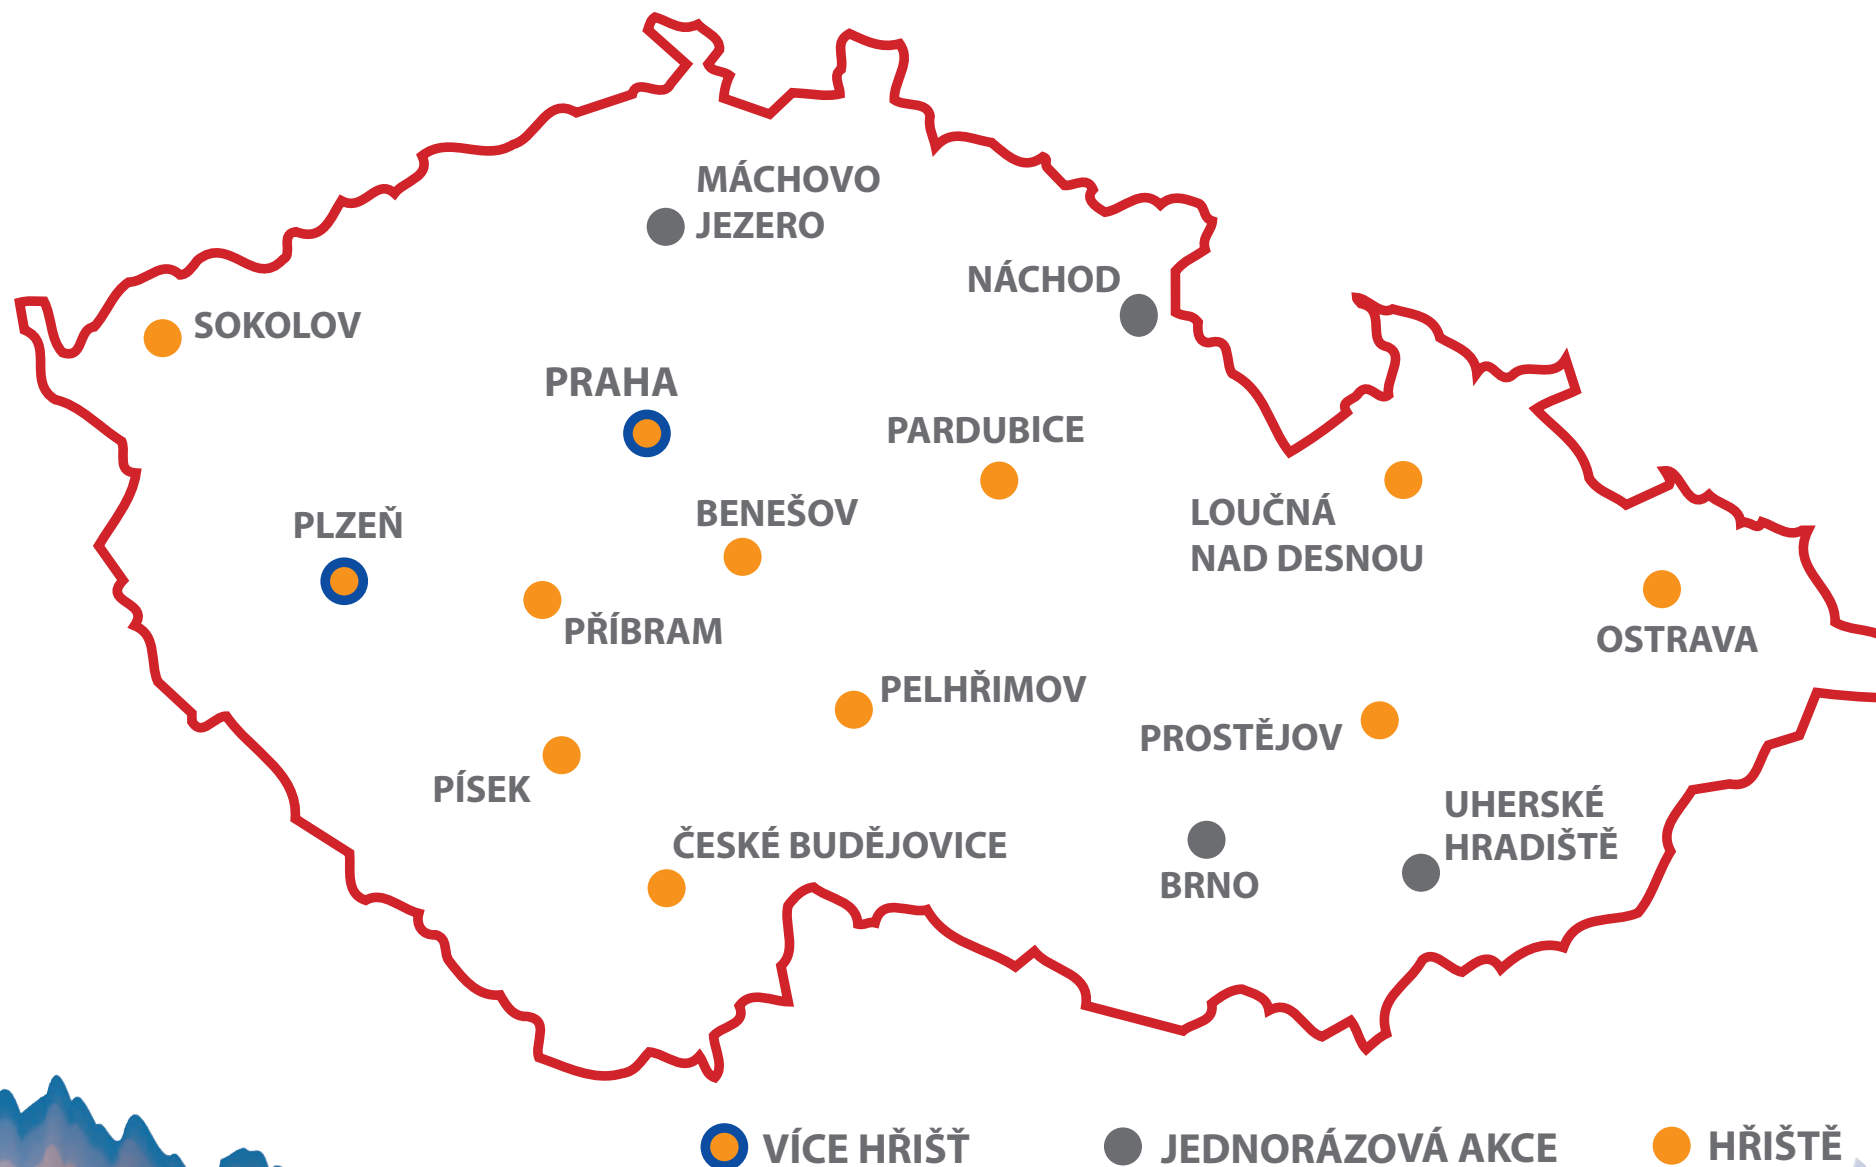 MÁCHOVO
JEZERO
NÁCHOD
SOKOLOV
PRAHA
PARDUBICE
BENEŠOV
LOUČNÁ
NAD DESNOU
PLZEŇ
PŘÍBRAM
OSTRAVA
PELHŘIMOV
PROSTĚJOV
PÍSEK
UHERSKÉ
HRADIŠTĚ
ČESKÉ BUDĚJOVICE
BRNO
VÍCE HŘIŠŤ
JEDNORÁZOVÁ AKCE
HŘIŠTĚ